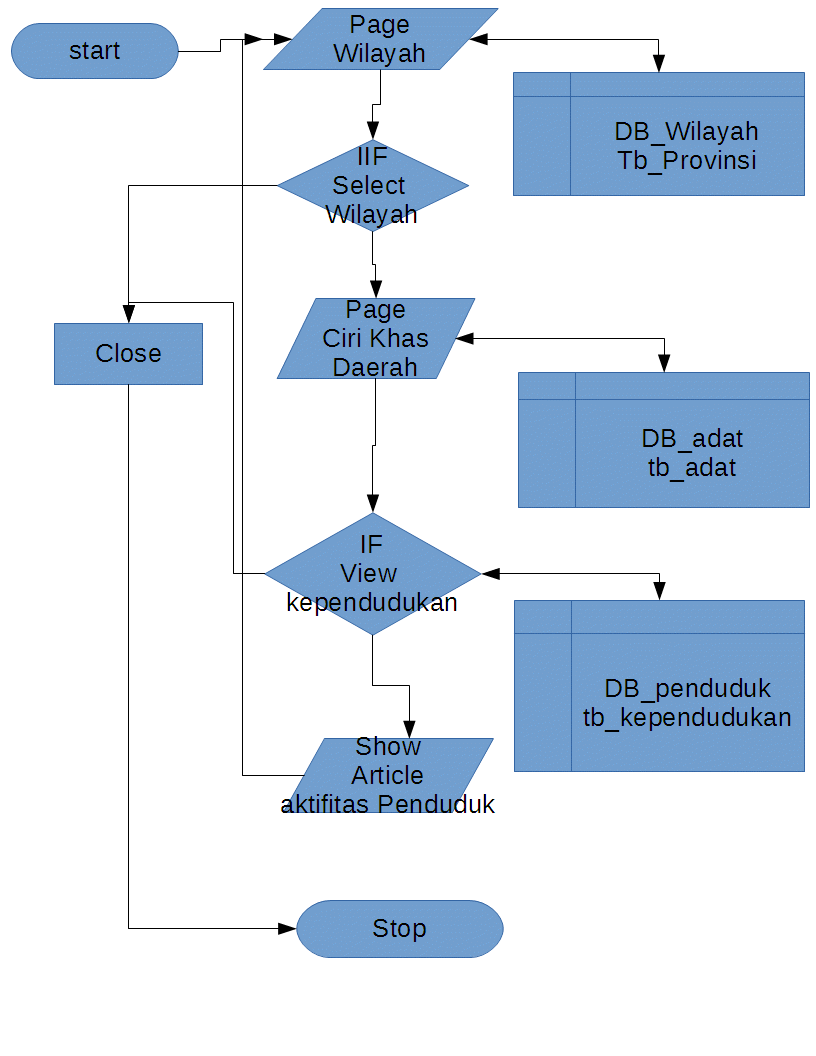 start
Page
Wilayah
DB_Wilayah
Tb_Provinsi
IIF
Select
Wilayah
Page
Ciri Khas
Daerah
Close
DB_adat
tb_adat
IF
View
kependudukan
DB_penduduk
tb_kependudukan
Show
Article
aktifitas Penduduk
Stop